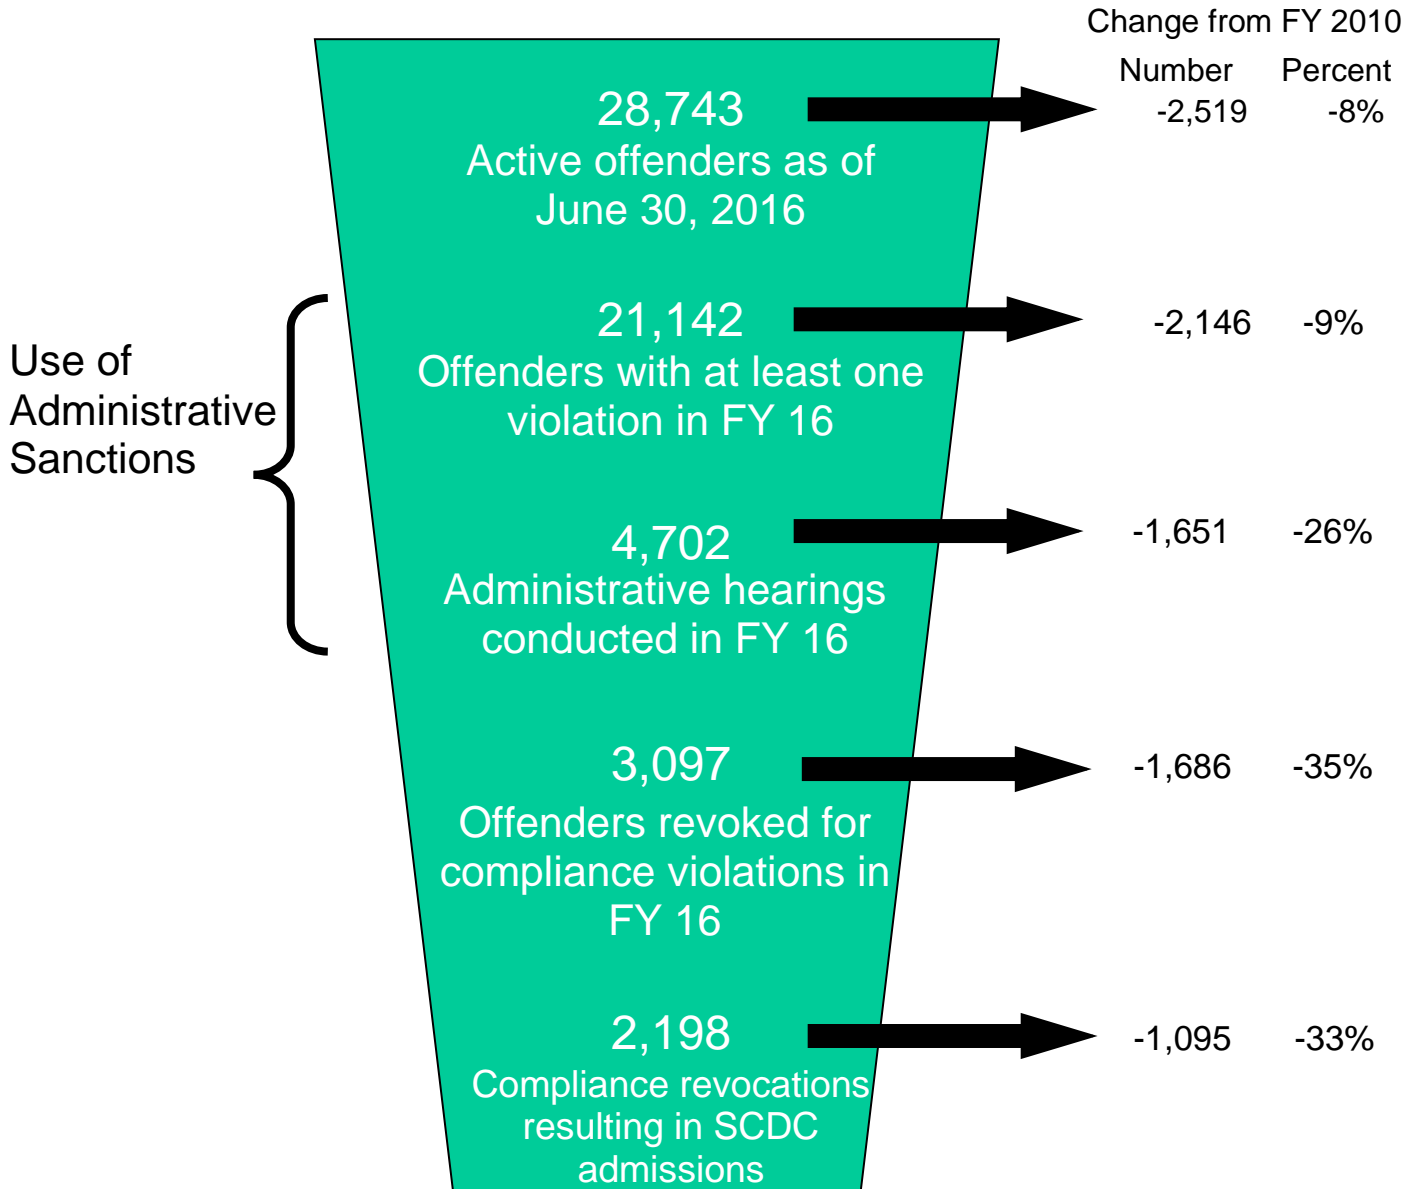 Change from FY 2010
Number Percent
28,743 -2,519 -8%
Active offenders as of
June 30, 2016
21,142 -2,146 -9%
Offenders with at least one
violation in FY 16
Use of
Administrative
Sanctions
4,702 -1,651 -26%
Administrative hearings
conducted in FY 16
3,097 -1,686 -35%
Offenders revoked for
compliance violations in
FY 16
2,198 -1,095 -33%
Compliance revocations
resulting in SCDC
admissions